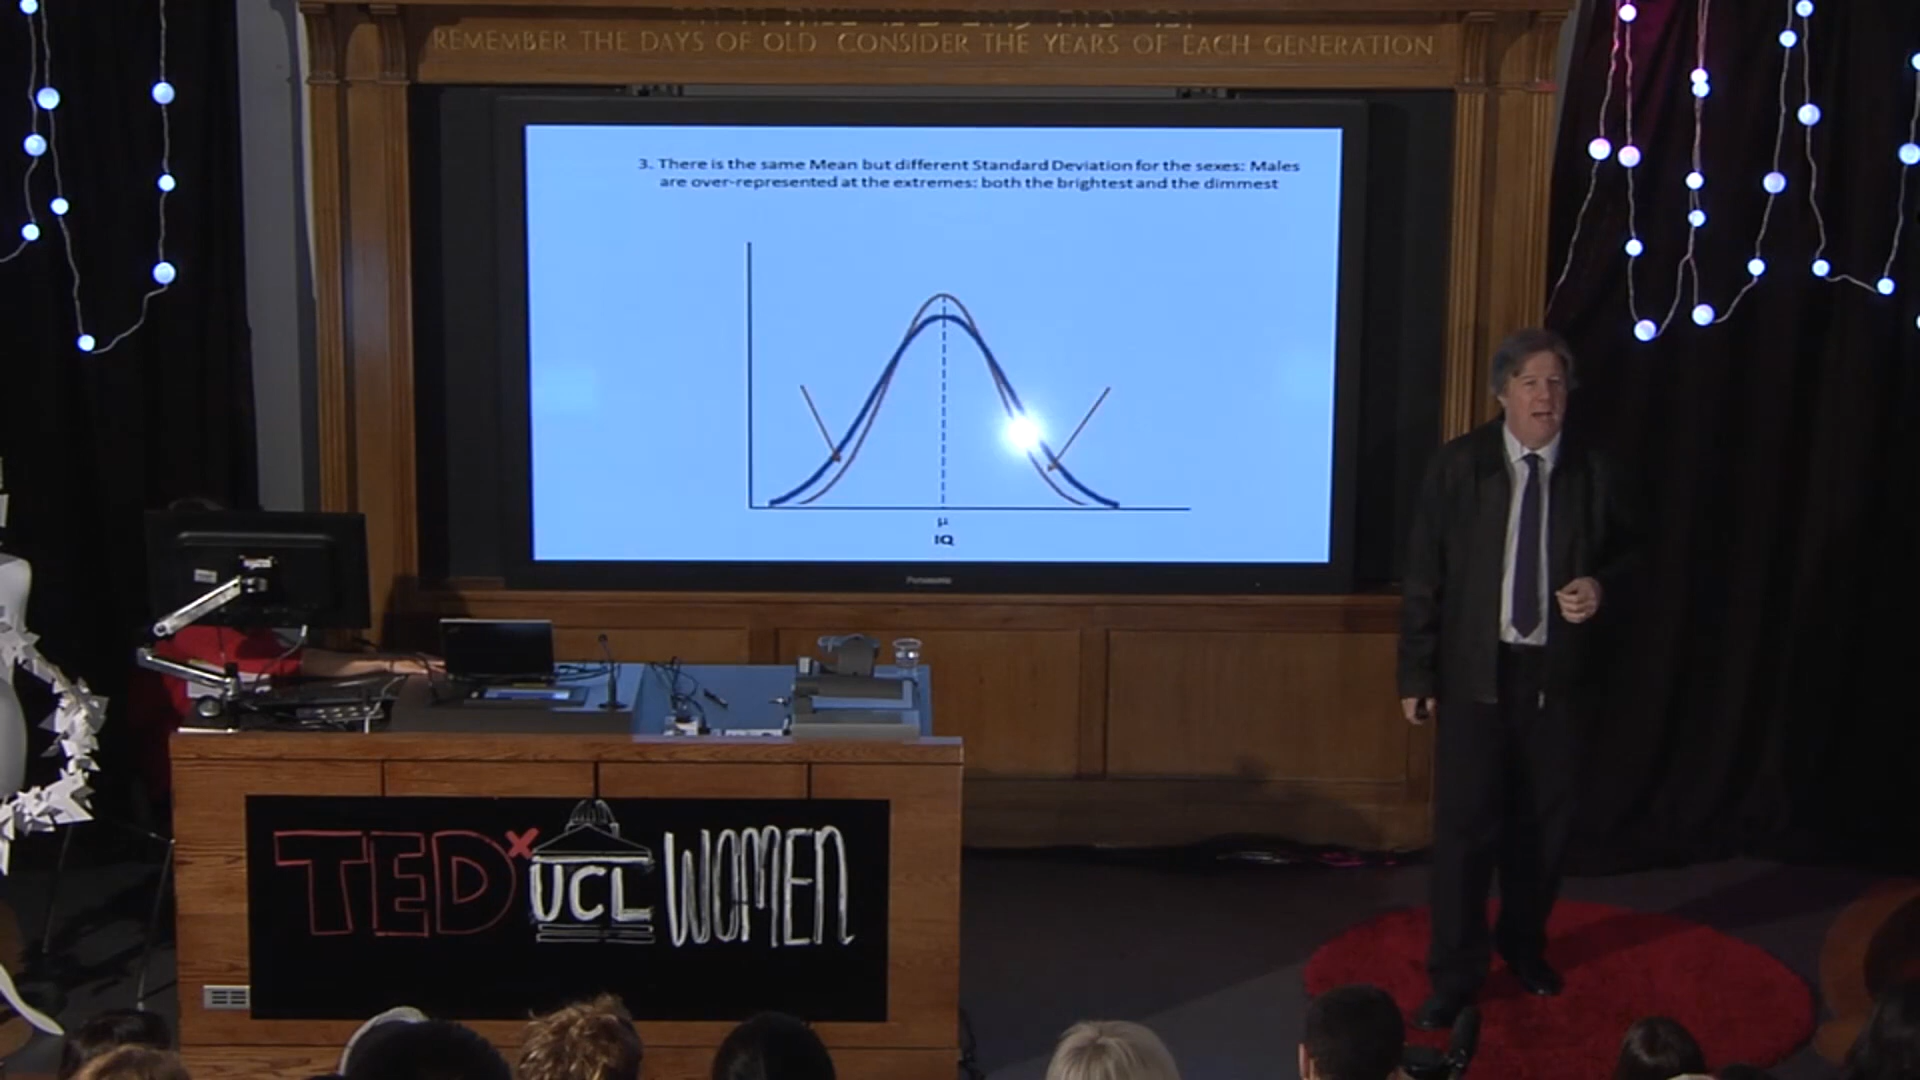 REMEMBER THE DAYS OF OLD CONSIDER THE YEARS OF EACH GENERATION
3. There is the same Mean but different Standard Deviation for the sexes: Males
are over-represented at the extremes: both the brightest and the dimmest
μ
IQ
Panasonic
TEDx UCL WOMEN